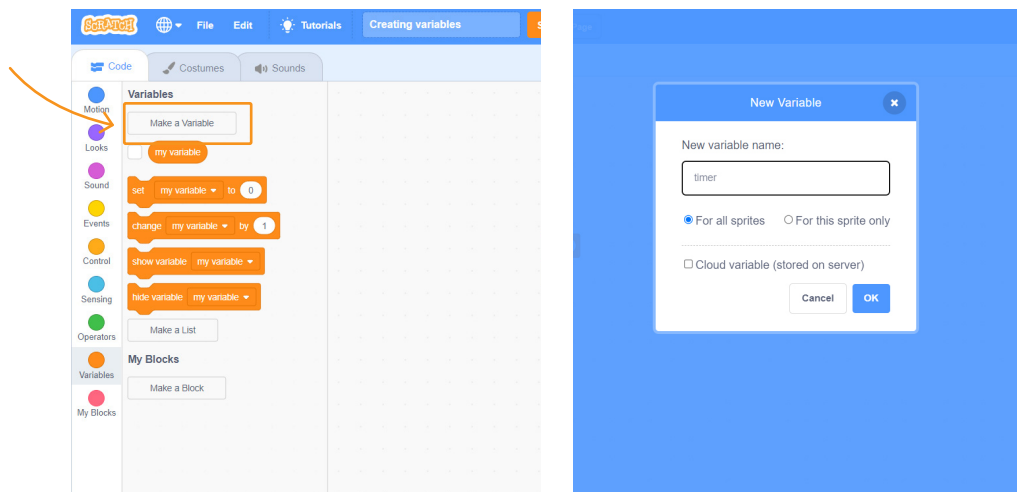 SCRATCH File Edit Tutorials Creating variables
Code Costumes Sounds
Motion
Looks
Sound
Events
Control
Sensing
Operators
Variables
My Blocks
Variables
Make a Variable
my variable
set my variable to 0
change my variable by 1
show variable my variable
hide variable my variable
Make a List
My Blocks
Make a Block
New Variable
New variable name:
timer
For all sprites For this sprite only
Cloud variable (stored on server)
Cancel OK